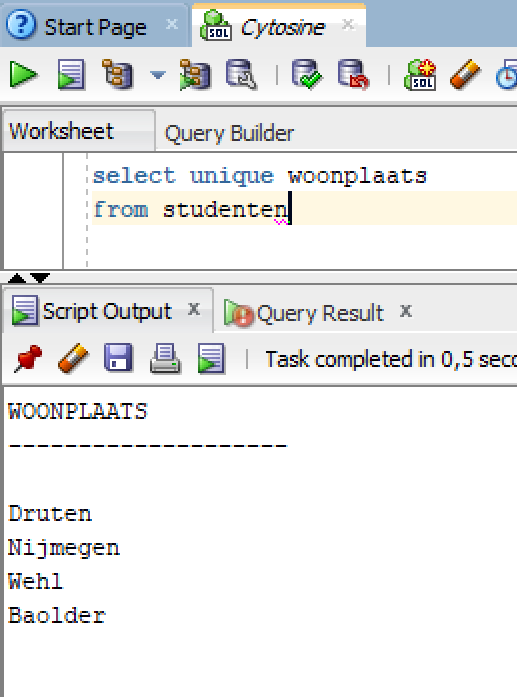 Start Page
Cytosine
Worksheet Query Builder
select unique woonplaats
from studenten
Script Output x Query Result x
Task completed in 0,5 seco
WOONPLAATS
--------------------
Druten
Nijmegen
Wehl
Baolder